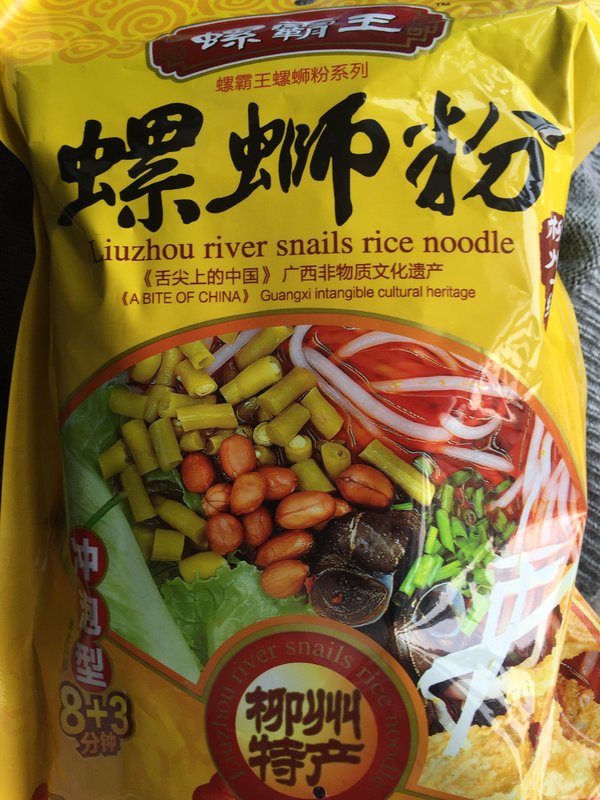 螺霸王
TM
螺霸王螺蛳粉系列
螺蛳粉
Liuzhou river snails rice noodle
《舌尖上的中国》 广西非物质文化遗产
《A BITE OF CHINA》 Guangxi intangible cultural heritage
冲泡型
8+3
分钟
Liuzhou river snails rice noodle
柳州
特产